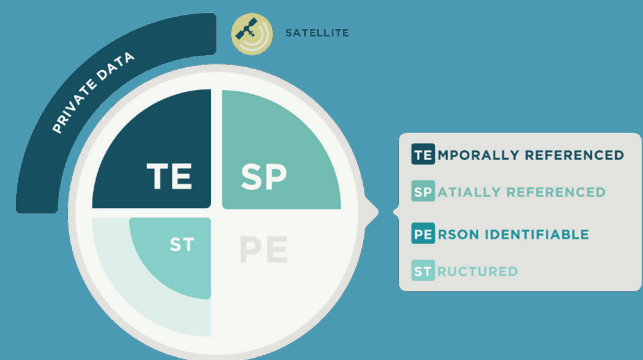 SATELLITE
PRIVATE DATA
TE SP
ST PE
TEMPORALLY REFERENCED
SPATIALLY REFERENCED
PERSON IDENTIFIABLE
STRUCTURED